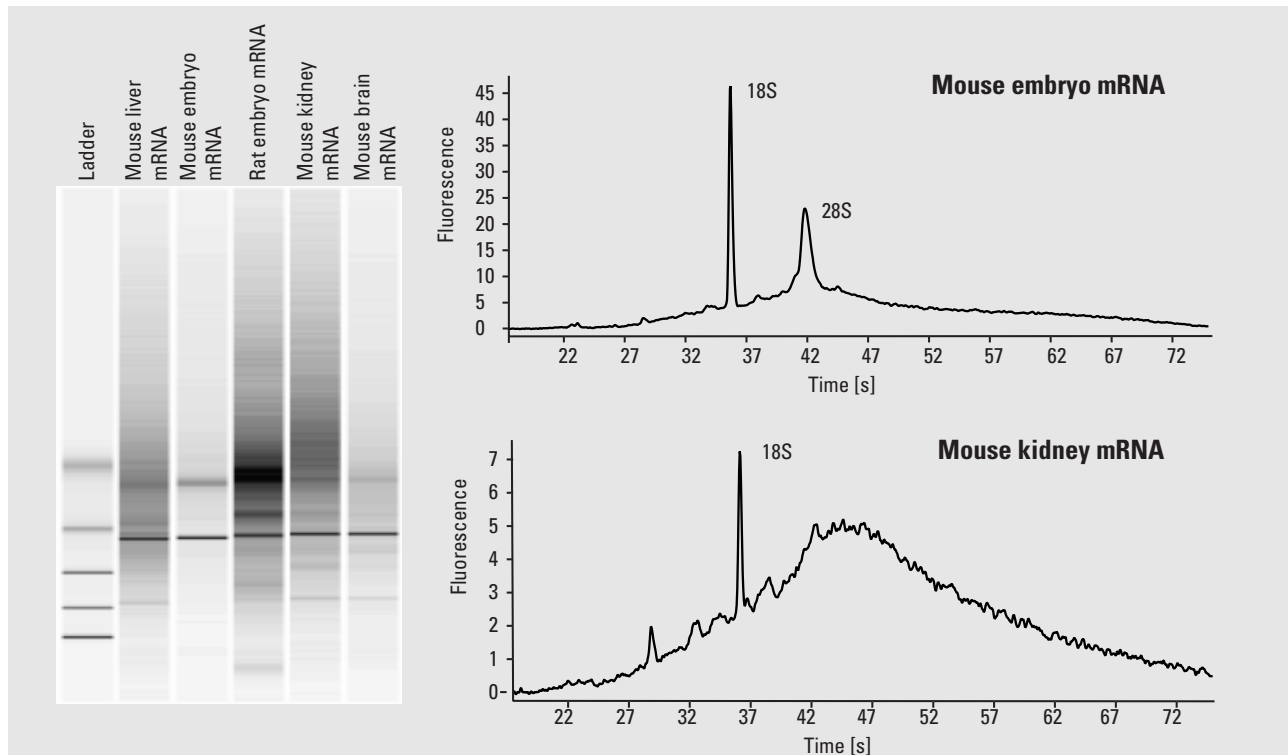 Ladder
Mouse liver
mRNA
Mouse embryo
mRNA
Rat embryo mRNA
Mouse kidney
mRNA
Mouse brain
mRNA
Mouse embryo mRNA
Fluorescence
45
40
35
30
25
20
15
10
5
0
18S
28S
22 27 32 37 42 47 52 57 62 67 72
Time [s]
Mouse kidney mRNA
Fluorescence
7
6
5
4
3
2
1
0
18S
22 27 32 37 42 47 52 57 62 67 72
Time [s]